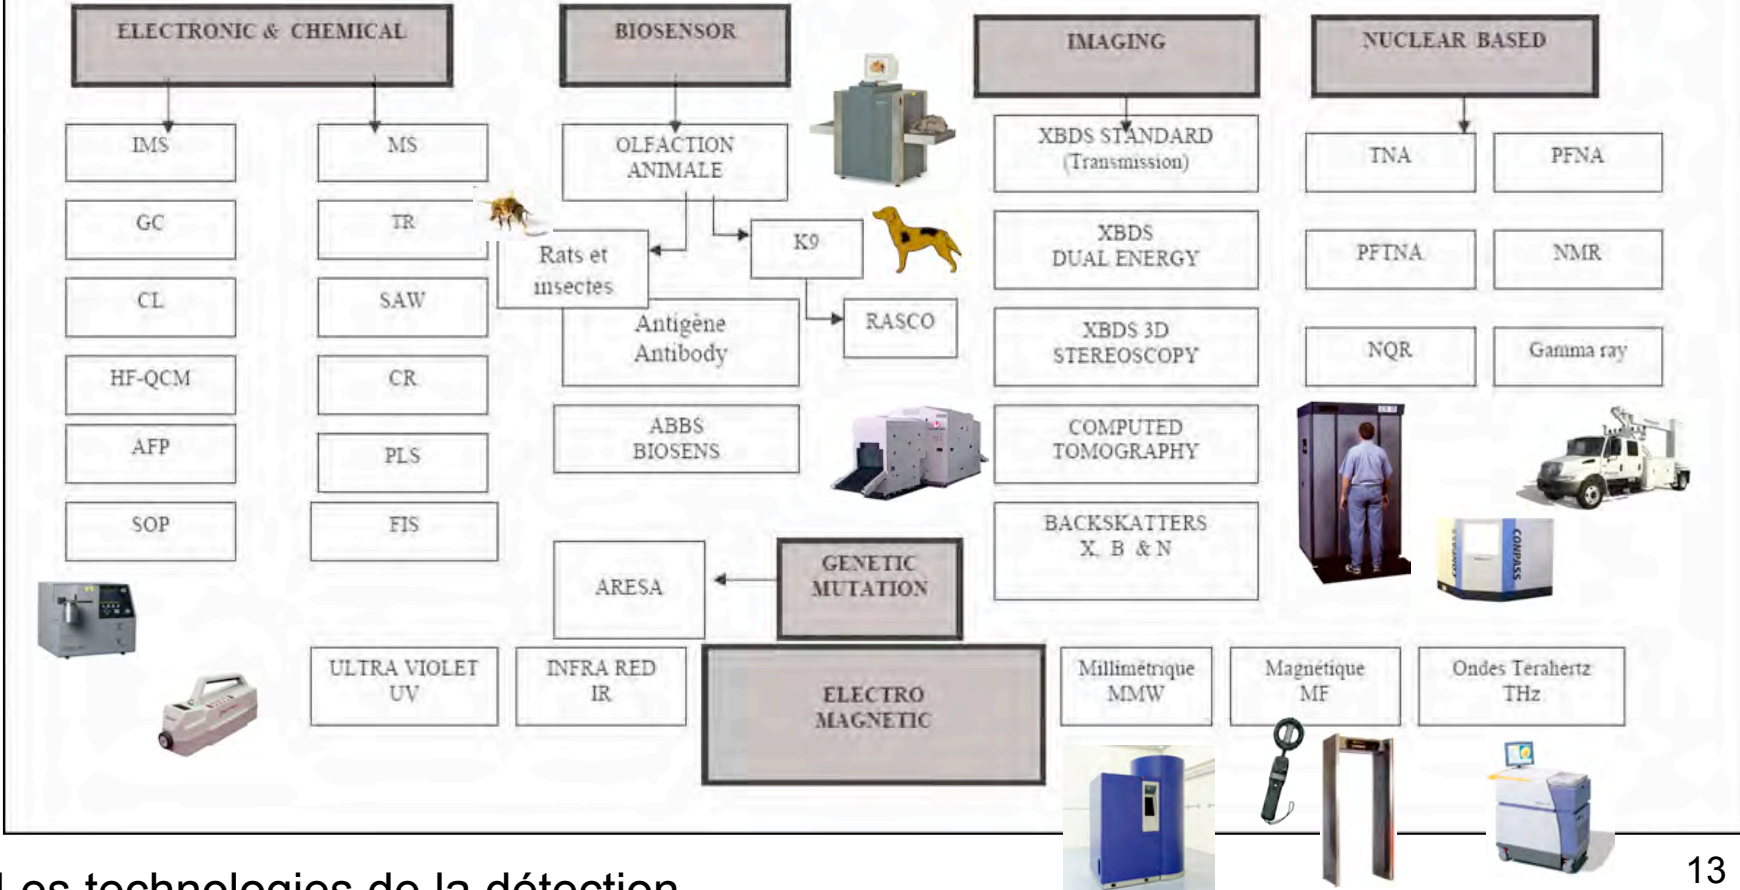 ELECTRONIC & CHEMICAL
BIOSENSOR
IMAGING
NUCLEAR BASED
IMS
MS
OLFACTION
ANIMALE
XBDS STANDARD
(Transmission)
TNA
PFNA
GC
TR
Rats et
insectes
K9
XBDS
DUAL ENERGY
PFTNA
NMR
CL
SAW
Antigène
Antibody
RASCO
XBDS 3D
STEREOSCOPY
NQR
Gamma ray
HF-QCM
CR
ABBS
BIOSENS
COMPUTED
TOMOGRAPHY
AFP
PLS
SOP
FIS
BACKSKATTERS
X, B & N
CONPASS
CONPASS
ARESA
GENETIC
MUTATION
ULTRA VIOLET
UV
INFRA RED
IR
ELECTRO
MAGNETIC
Millimétrique
MMW
Magnétique
MF
Ondes Terahertz
THz
Les technologies de la détection
13